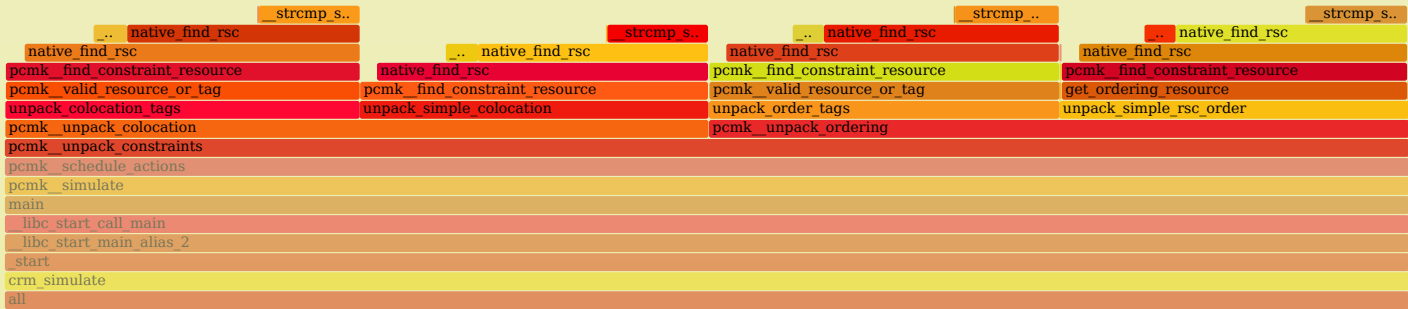 __strcmp_s.. __strcmp_.. __strcmp_s..
_.. native_find_rsc __strcmp_s.. _.. native_find_rsc _.. native_find_rsc
native_find_rsc _.. native_find_rsc native_find_rsc native_find_rsc
pcmk__find_constraint_resource native_find_rsc pcmk__find_constraint_resource pcmk__find_constraint_resource
pcmk__valid_resource_or_tag pcmk__find_constraint_resource pcmk__valid_resource_or_tag get_ordering_resource
unpack_colocation_tags unpack_simple_colocation unpack_order_tags unpack_simple_rsc_order
pcmk__unpack_colocation pcmk__unpack_ordering
pcmk__unpack_constraints
pcmk__schedule_actions
pcmk__simulate
main
__libc_start_call_main
__libc_start_main_alias_2
_start
crm_simulate
all